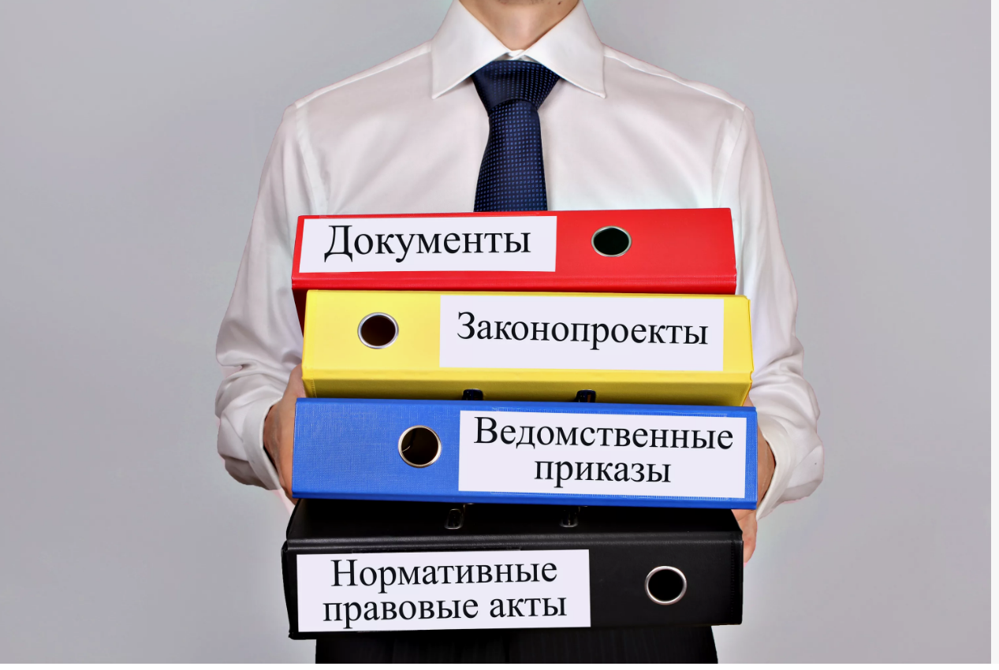 Документы
Законопроекты
Ведомственные
приказы
Нормативные
правовые акты